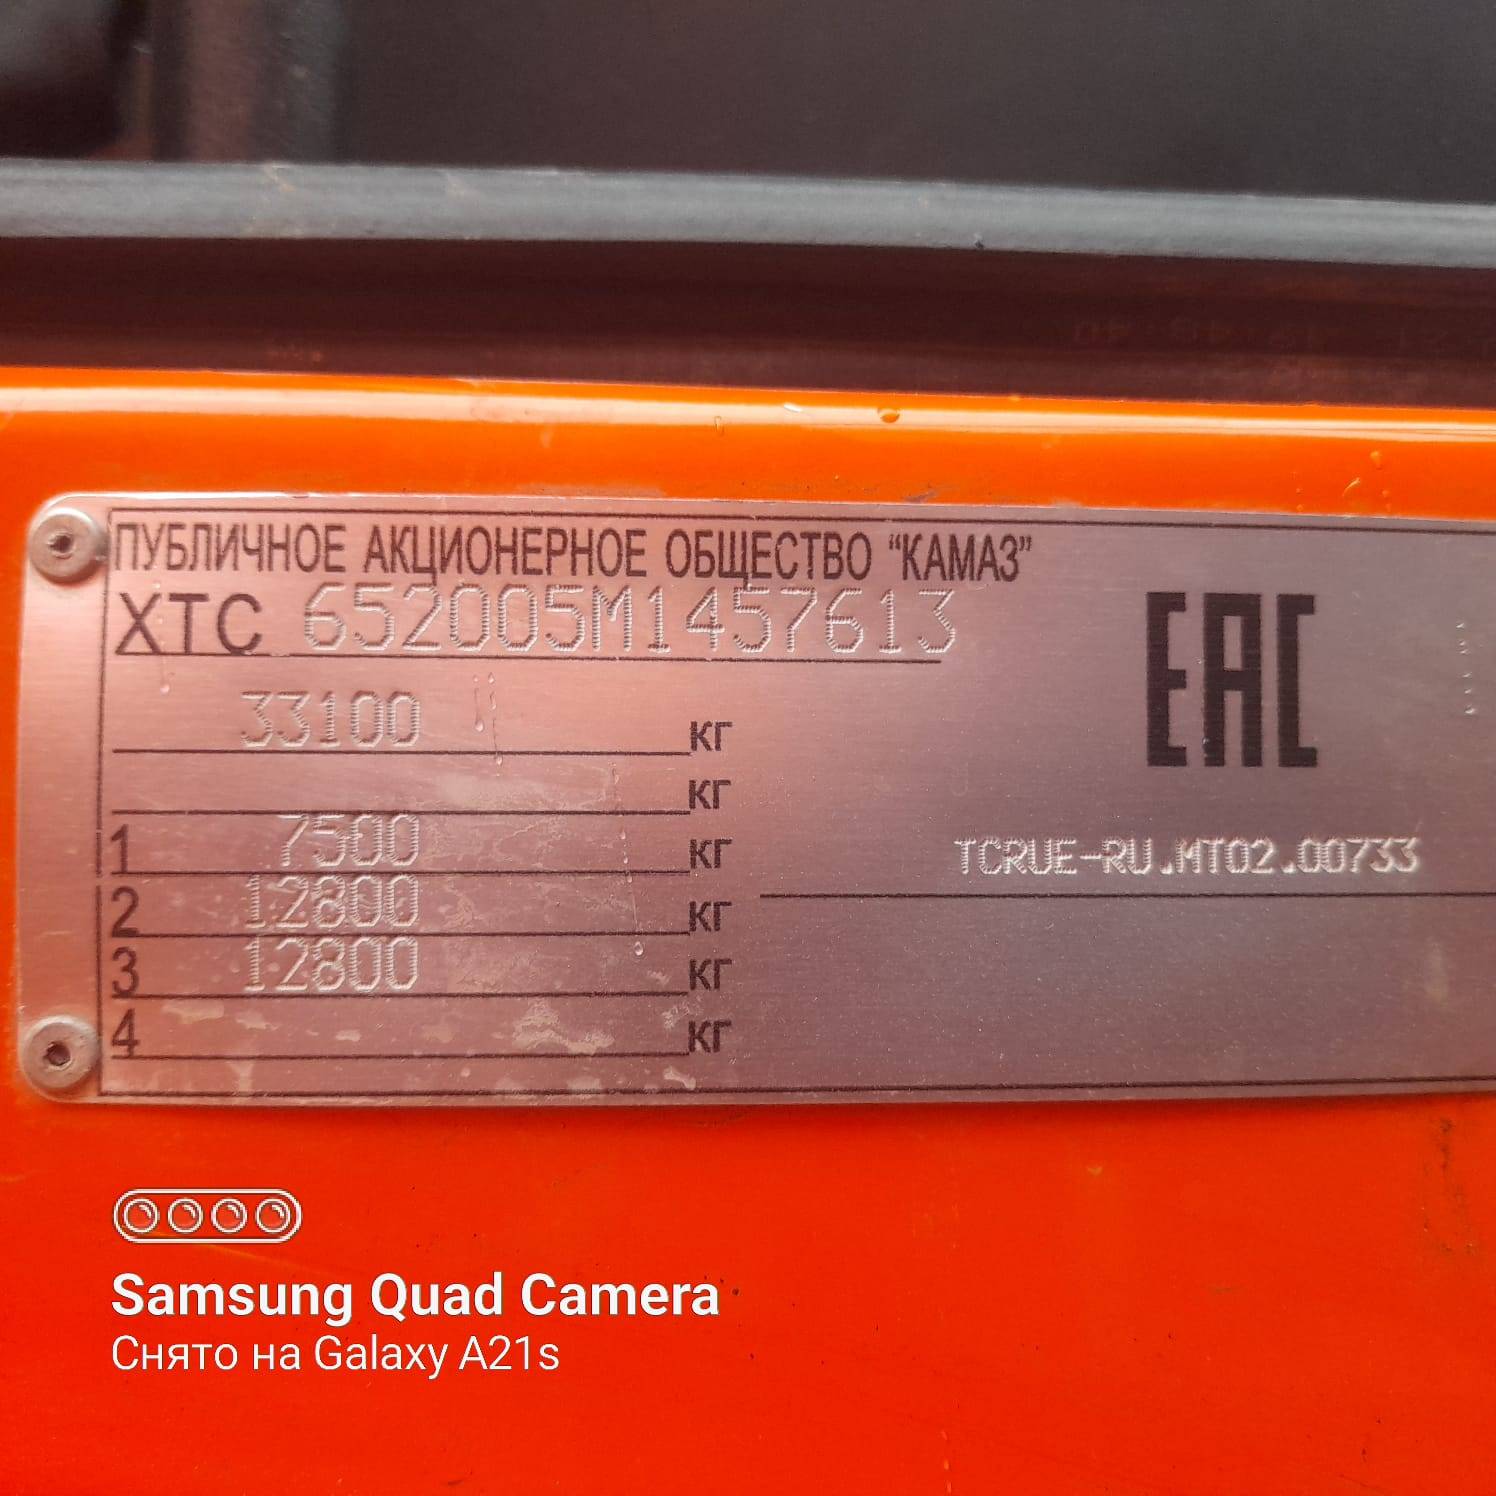 ПУБЛИЧНОЕ АКЦИОНЕРНОЕ ОБЩЕСТВО “КАМАЗ”
XTC 652005M1457613
33100 кг
кг
1 7500 кг
2 12800 кг
3 12800 кг
4 кг
EAC
TCRUE-RU.MT02.00733
Samsung Quad Camera
Снято на Galaxy A21s